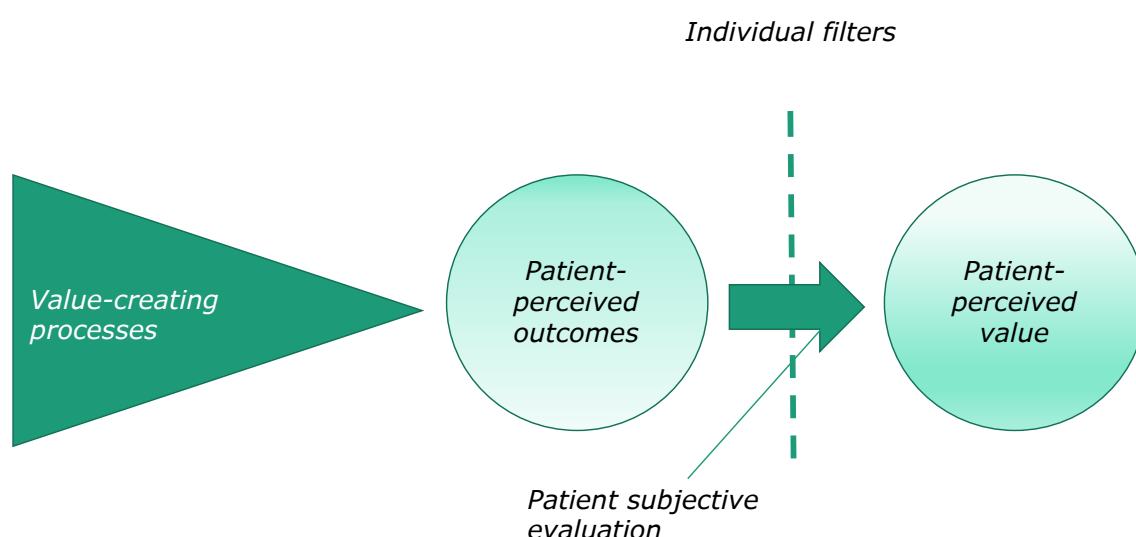 Individual filters
Value-creating
processes
Patient-
perceived
outcomes
Patient-
perceived
value
Patient subjective
evaluation